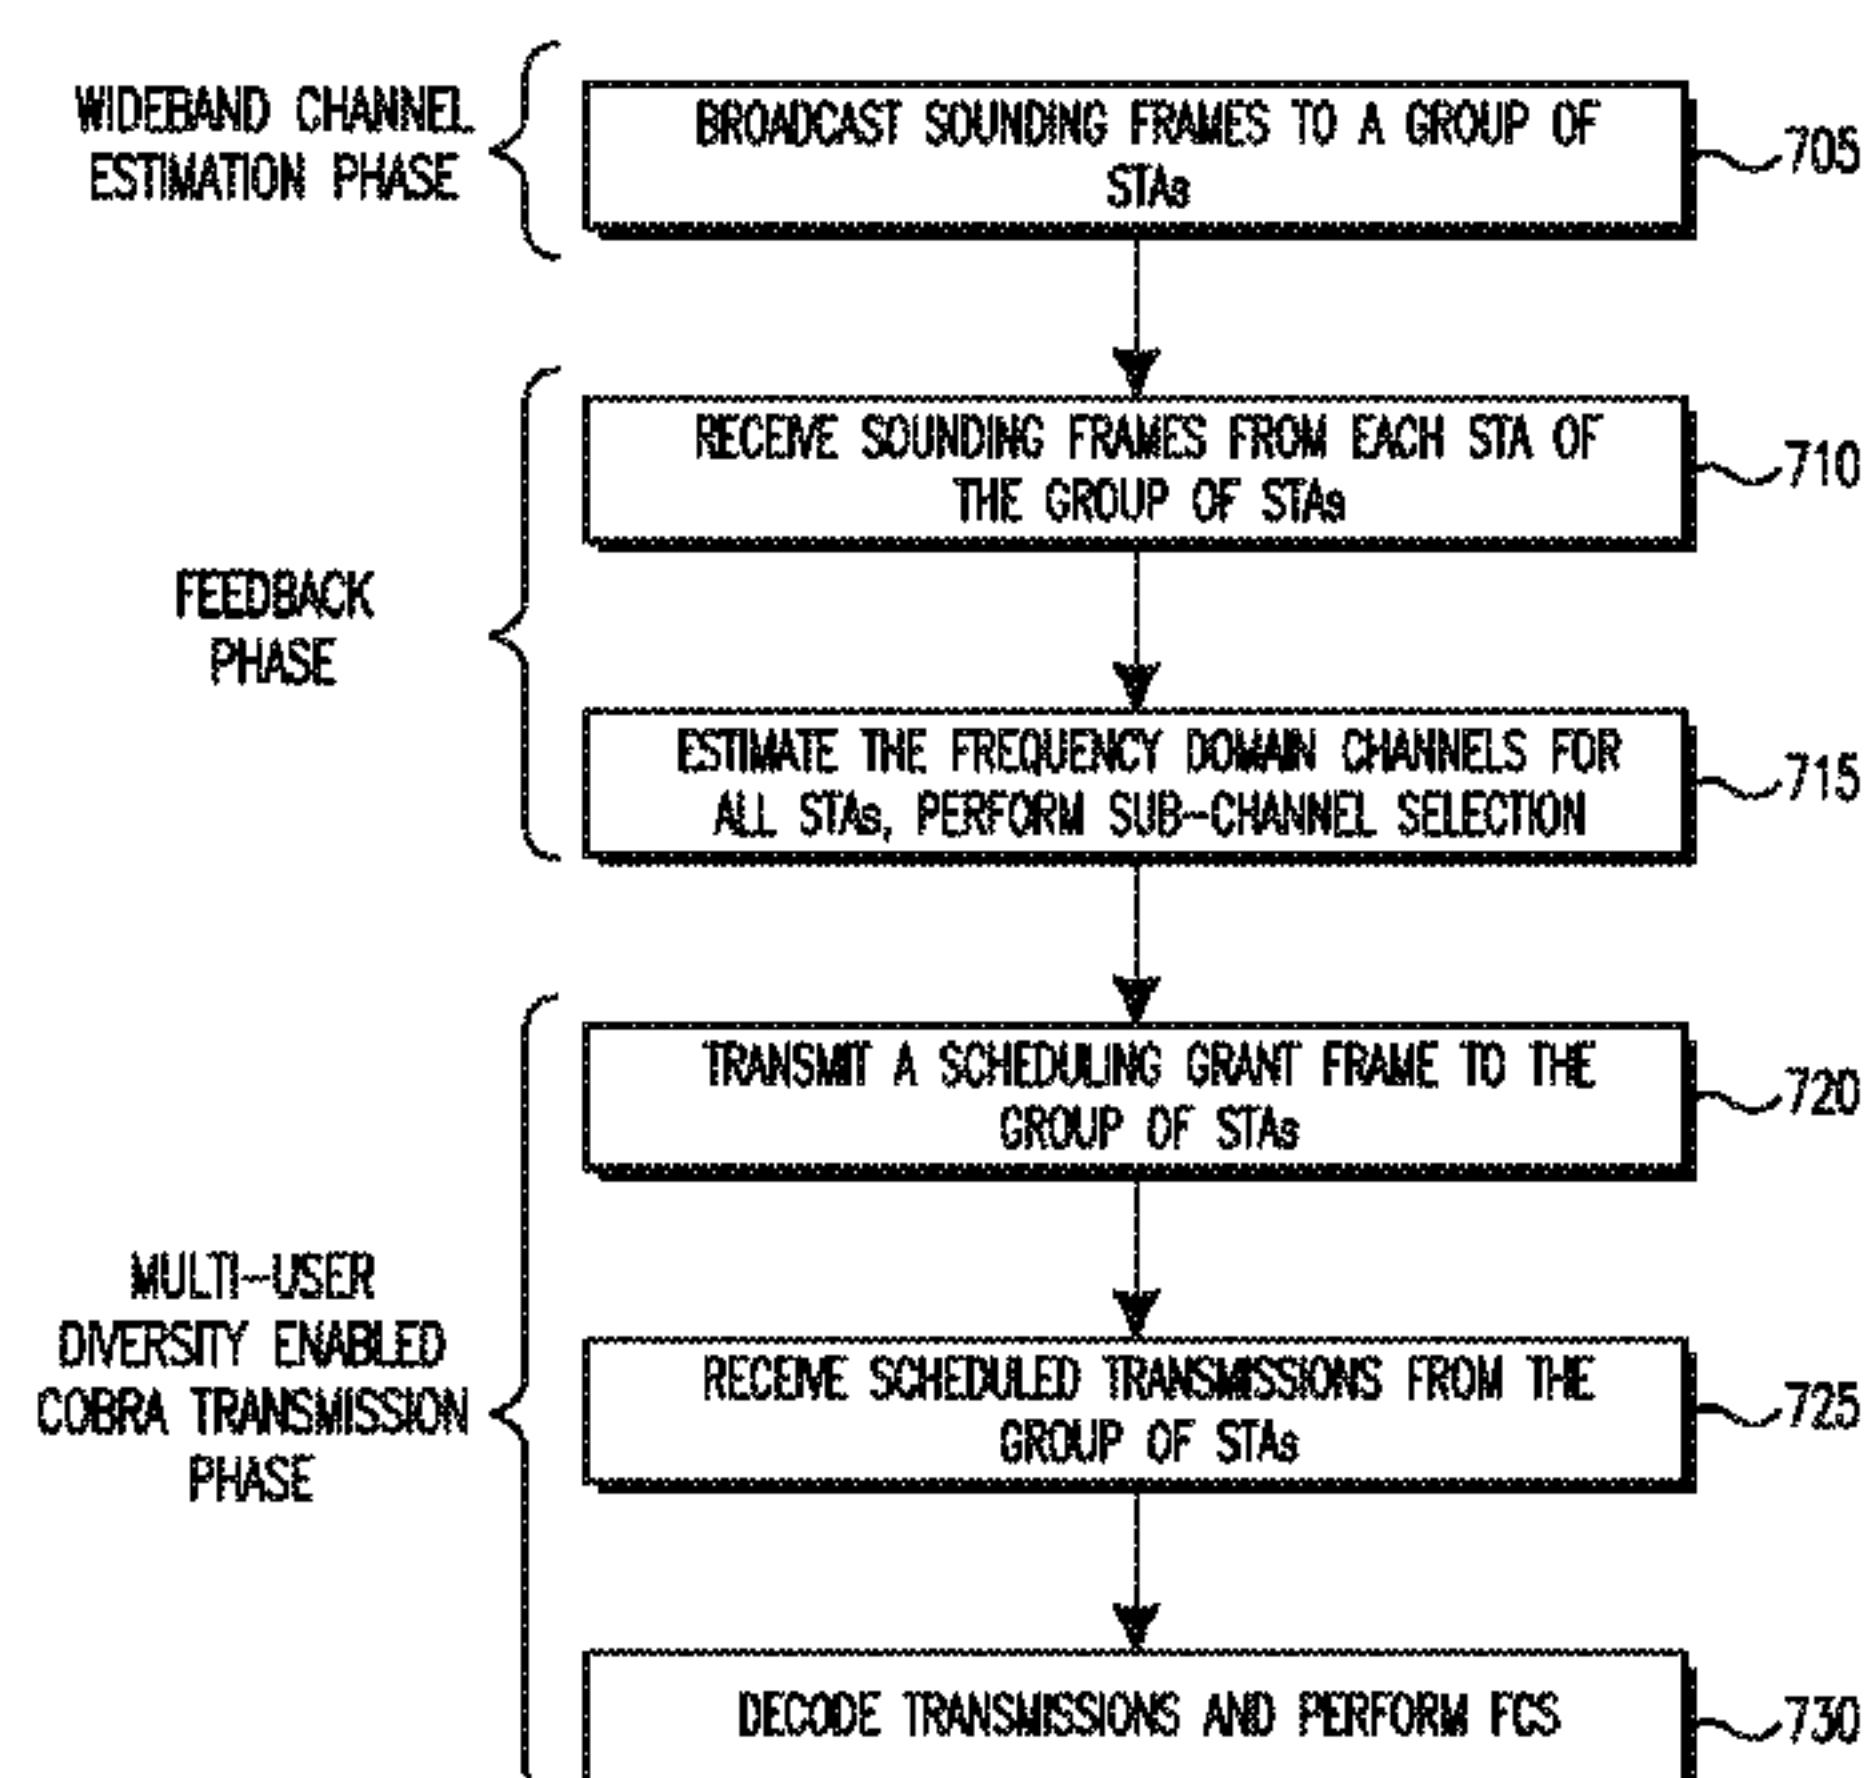 WIDEBAND CHANNEL
ESTIMATION PHASE
BROADCAST SOUNDING FRAMES TO A GROUP OF
STAs
705
RECEIVE SOUNDING FRAMES FROM EACH STA OF
THE GROUP OF STAs
710
FEEDBACK
PHASE
ESTIMATE THE FREQUENCY DOMAIN CHANNELS FOR
ALL STAs, PERFORM SUB-CHANNEL SELECTION
715
TRANSMIT A SCHEDULING GRANT FRAME TO THE
GROUP OF STAs
720
MULTI-USER
DIVERSITY ENABLED
COBRA TRANSMISSION
PHASE
RECEIVE SCHEDULED TRANSMISSIONS FROM THE
GROUP OF STAs
725
DECODE TRANSMISSIONS AND PERFORM FCS
730